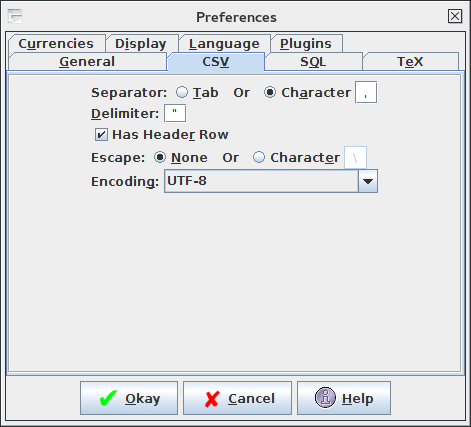 Preferences
Currencies Display Language Plugins
General CSV SQL TeX
Separator: Tab Or Character ,
Delimiter: "
Has Header Row
Escape: None Or Character \
Encoding: UTF-8
Okay Cancel Help